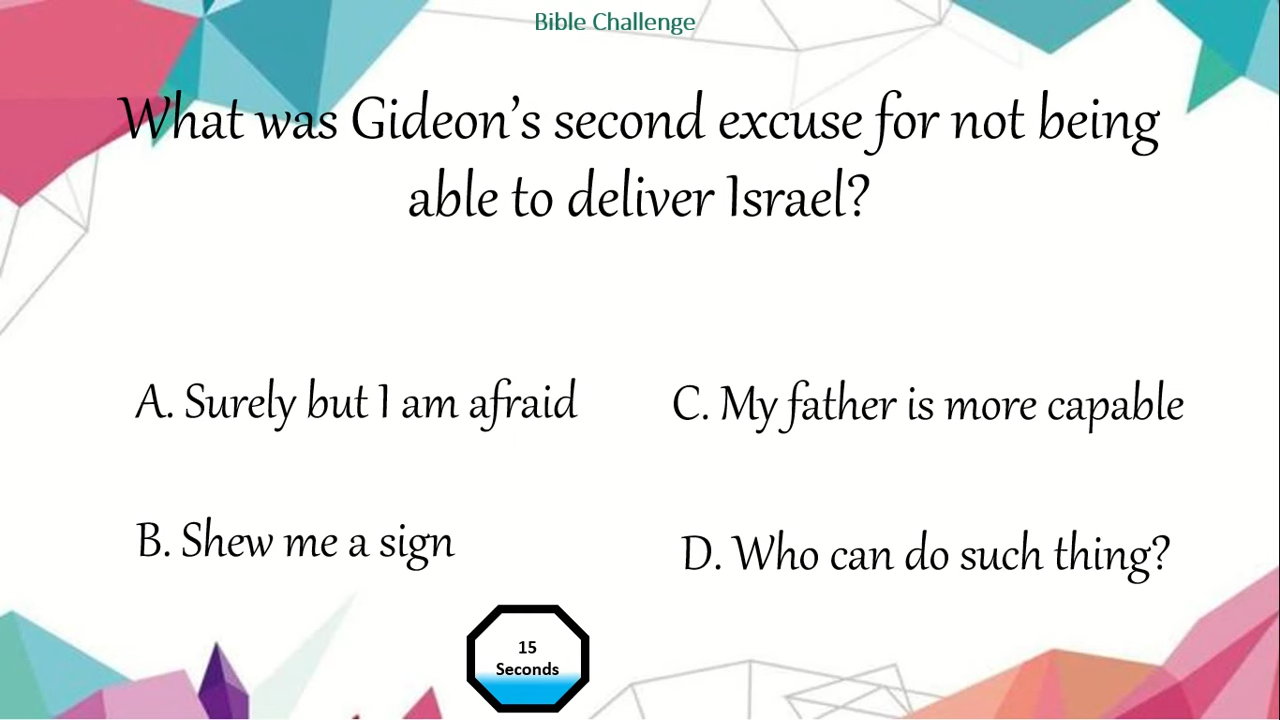 Bible Challenge
What was Gideon’s second excuse for not being
able to deliver Israel?
A. Surely but I am afraid
C. My father is more capable
B. Shew me a sign
D. Who can do such thing?
15
Seconds